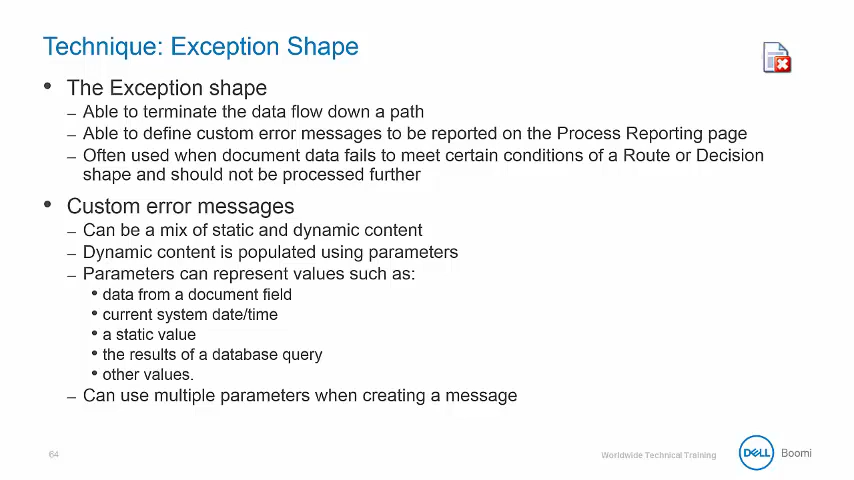 Technique: Exception Shape
• The Exception shape
– Able to terminate the data flow down a path
– Able to define custom error messages to be reported on the Process Reporting page
– Often used when document data fails to meet certain conditions of a Route or Decision
shape and should not be processed further
• Custom error messages
– Can be a mix of static and dynamic content
– Dynamic content is populated using parameters
– Parameters can represent values such as:
• data from a document field
• current system date/time
• a static value
• the results of a database query
• other values.
– Can use multiple parameters when creating a message
64
Worldwide Technical Training
DELL
Boomi